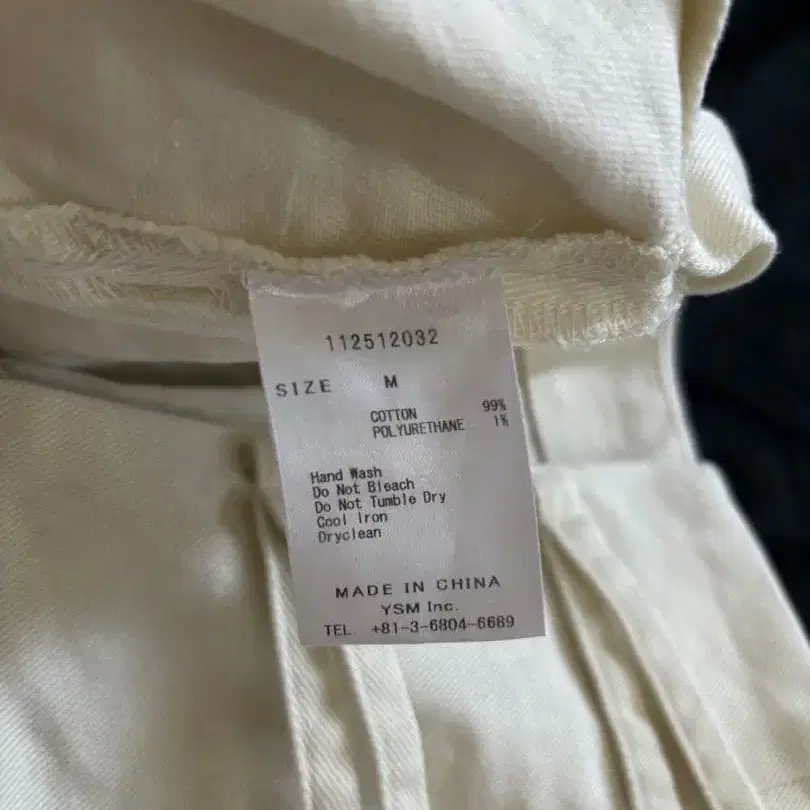 112512032
SIZE M
COTTON 99%
POLYURETHANE 1%
Hand Wash
Do Not Bleach
Do Not Tumble Dry
Cool Iron
Dryclean
MADE IN CHINA
YSM Inc.
TEL. +81-3-6804-6689